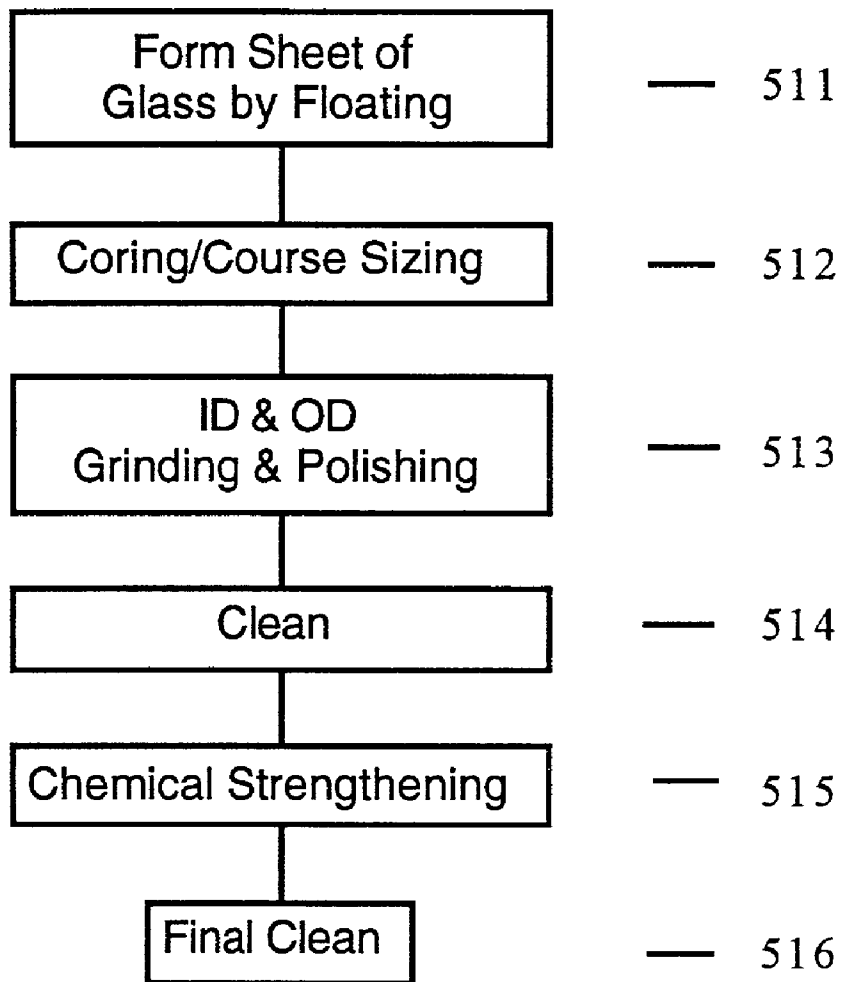 Form Sheet of
Glass by Floating
511
Coring/Course Sizing
512
ID & OD
Grinding & Polishing
513
Clean
514
Chemical Strengthening
515
Final Clean
516